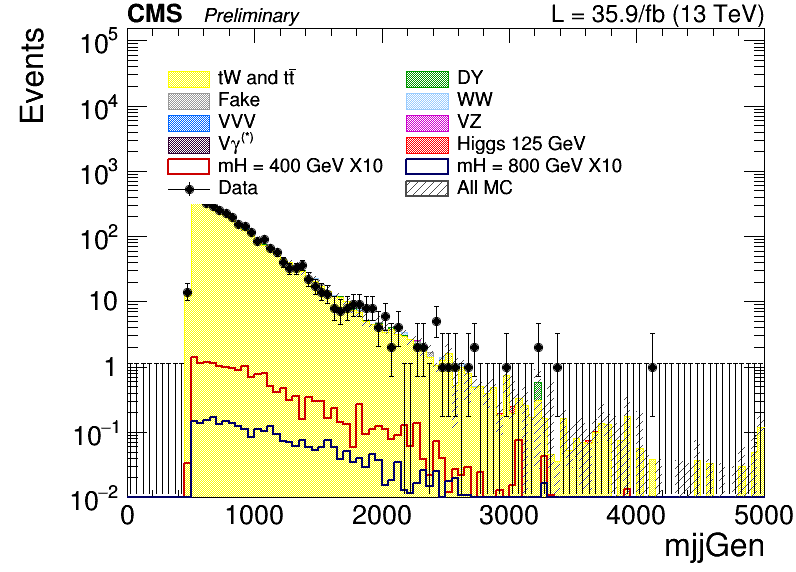 CMS Preliminary L = 35.9/fb (13 TeV)
Events
10⁵
10⁴
10³
10²
10
1
10⁻¹
10⁻²
tW and tt̄ DY
Fake WW
VVV VZ
Vγ⁽*⁾ Higgs 125 GeV
mH = 400 GeV X10 mH = 800 GeV X10
Data All MC
0 1000 2000 3000 4000 5000
mjjGen